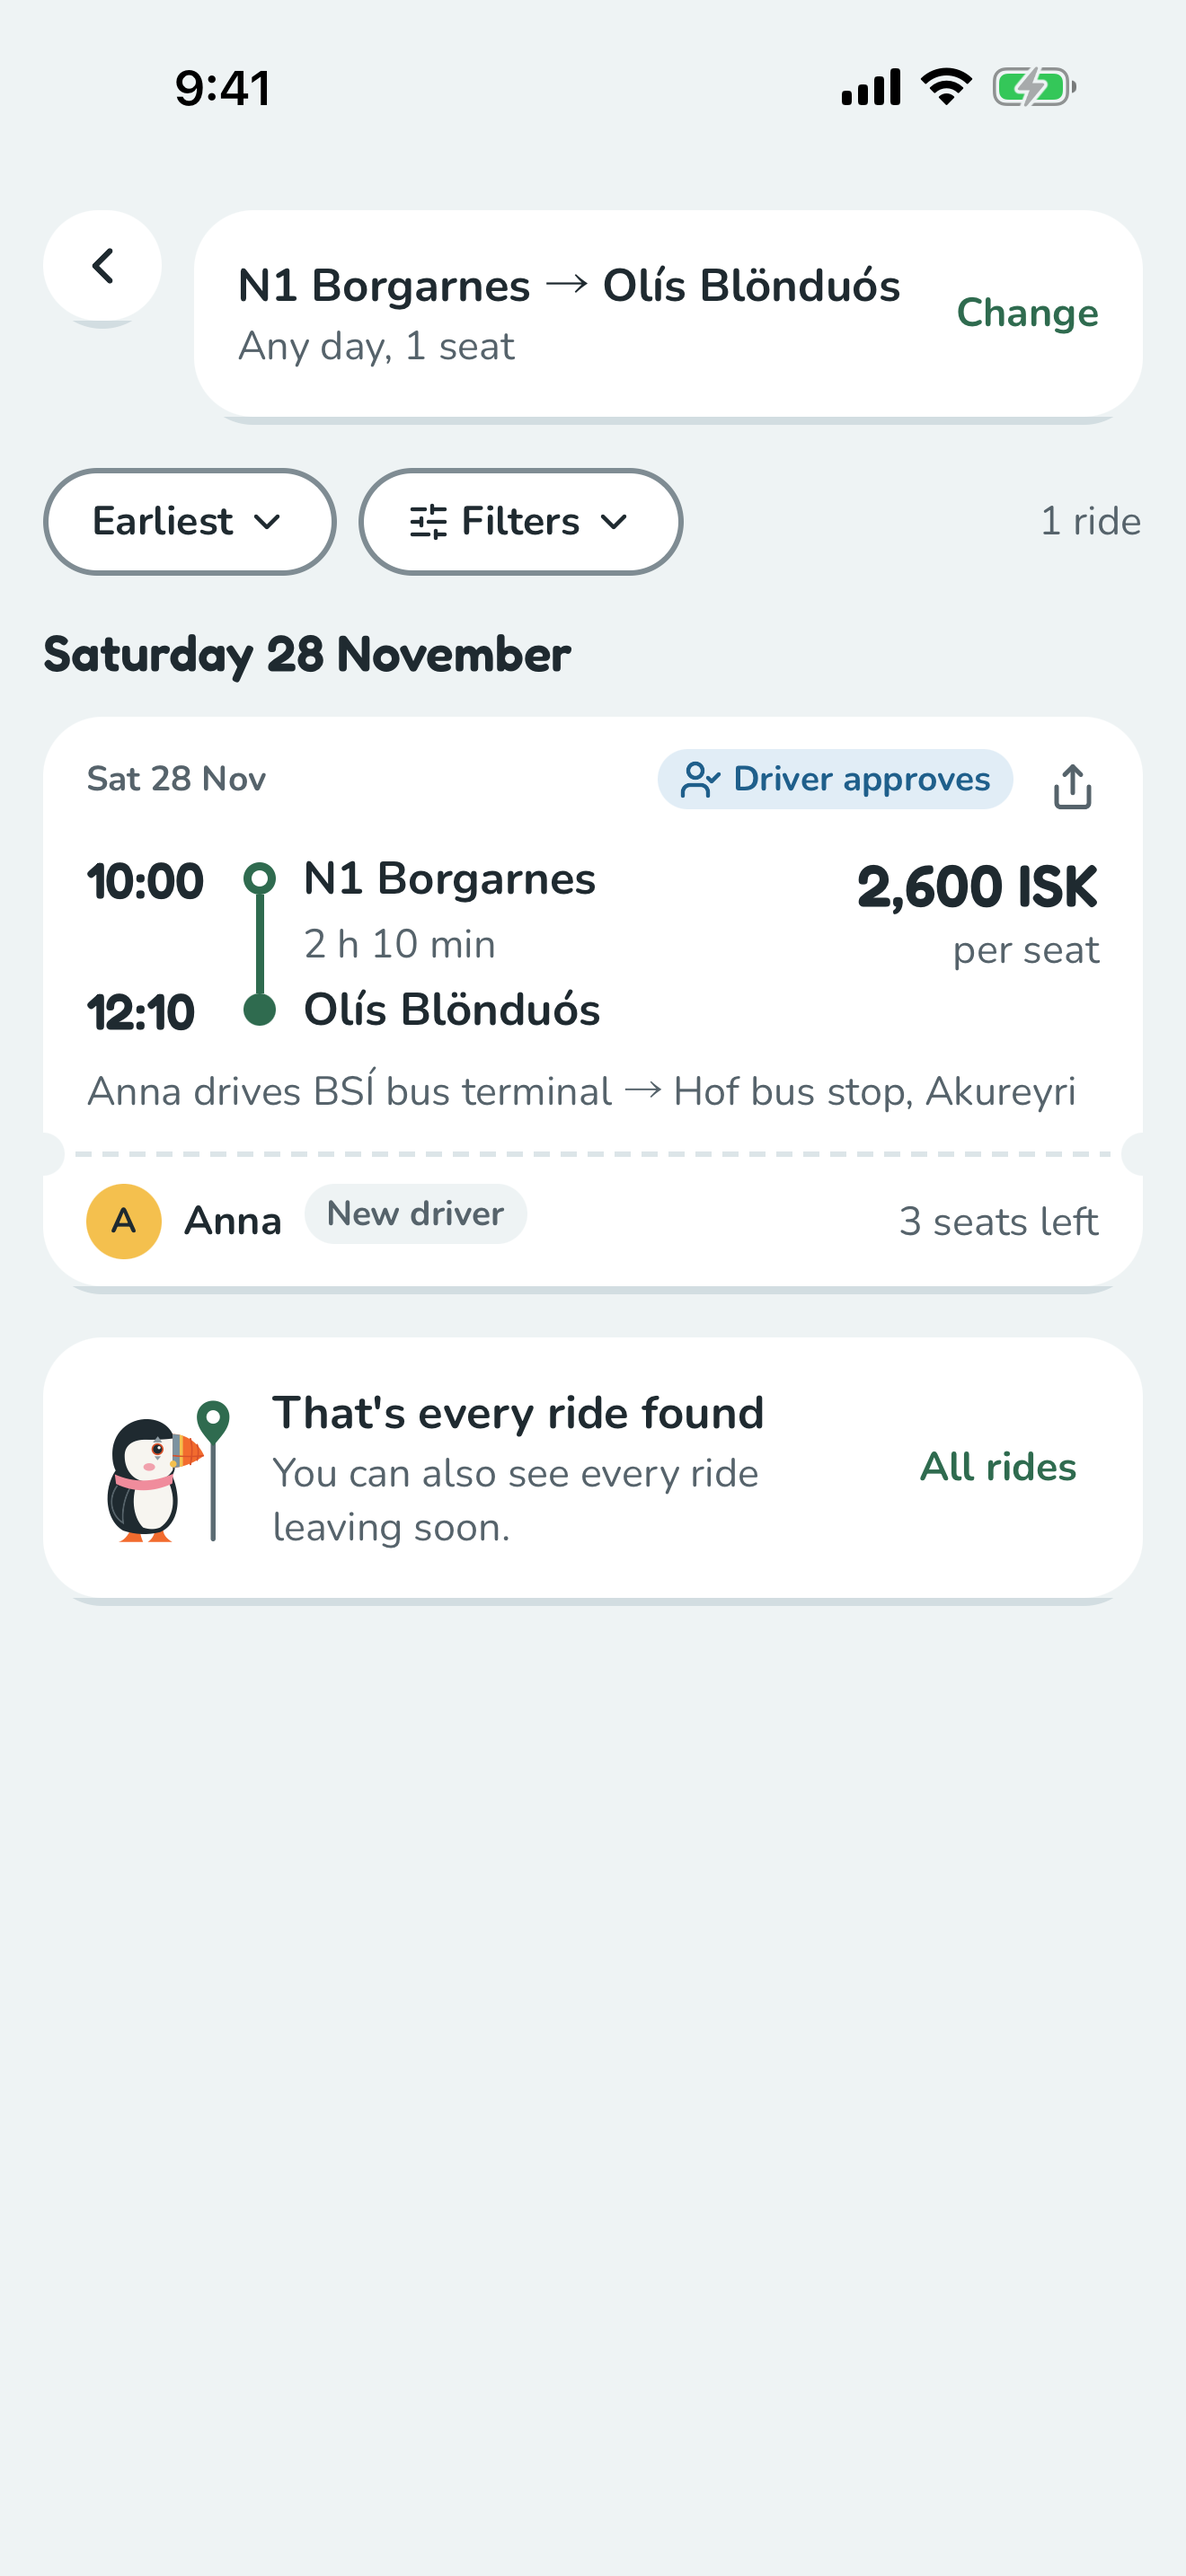 9:41
N1 Borgarnes → Olís Blönduós
Any day, 1 seat
Change
Earliest
Filters
1 ride
Saturday 28 November
Sat 28 Nov
Driver approves
10:00
N1 Borgarnes
2,600 ISK
2 h 10 min
per seat
12:10
Olís Blönduós
Anna drives BSÍ bus terminal → Hof bus stop, Akureyri
A
Anna
New driver
3 seats left
That's every ride found
You can also see every ride
leaving soon.
All rides